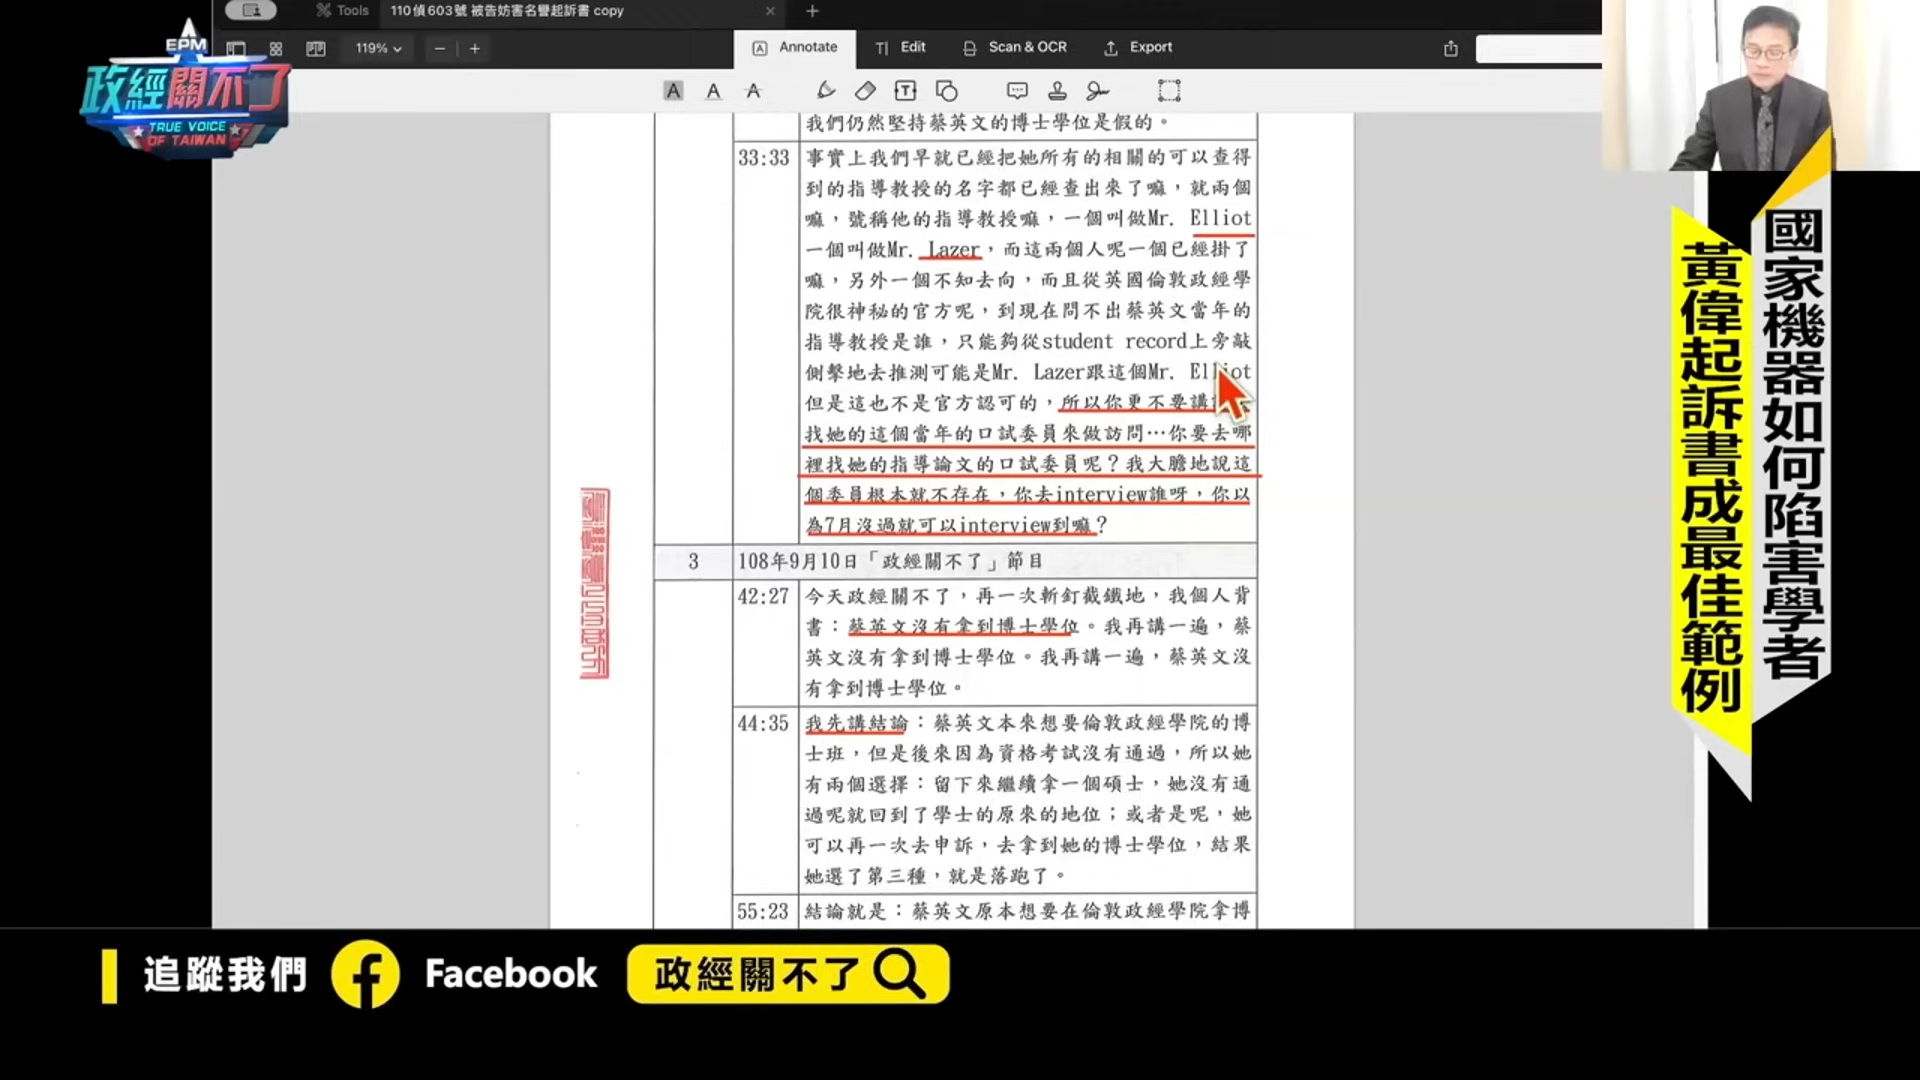 Tools
110偵603號 被告妨害名譽起訴書 copy
119%
Annotate
Edit
Scan & OCR
Export
EPM
政經關不了
TRUE VOICE
OF TAIWAN
我們仍然堅持蔡英文的博士學位是假的。
33:33 事實上我們早就已經把她所有的相關的可以查得
到的指導教授的名字都已經查出來了嘛，就兩個
嘛，號稱他的指導教授嘛，一個叫做Mr. Elliot
一個叫做Mr. Lazer，而這兩個人呢一個已經掛了
嘛，另外一個不知去向，而且從英國倫敦政經學
院很神秘的官方呢，到現在問不出蔡英文當年的
指導教授是誰，只能夠從student record上旁敲
側擊地去推測可能是Mr. Lazer跟這個Mr. Elliot
但是這也不是官方認可的，所以你更不要講
找她的這個當年的口試委員來做訪問…你要去哪
裡找她的指導論文的口試委員呢？我大膽地說這
個委員根本就不存在，你去interview誰呀，你以
為7月沒過就可以interview到嘛？
3 108年9月10日「政經關不了」節目
42:27 今天政經關不了，再一次斬釘截鐵地，我個人背
書：蔡英文沒有拿到博士學位。我再講一遍，蔡
英文沒有拿到博士學位。我再講一遍，蔡英文沒
有拿到博士學位。
44:35 我先講結論：蔡英文本來想要倫敦政經學院的博
士班，但是後來因為資格考試沒有通過，所以她
有兩個選擇：留下來繼續拿一個碩士，她沒有通
過呢就回到了學士的原來的地位；或者是呢，她
可以再一次去申訴，去拿到她的博士學位，結果
她選了第三種，就是落跑了。
55:23 結論就是：蔡英文原本想要在倫敦政經學院拿博
國家機器如何陷害學者
黃偉起訴書成最佳範例
追蹤我們 Facebook 政經關不了